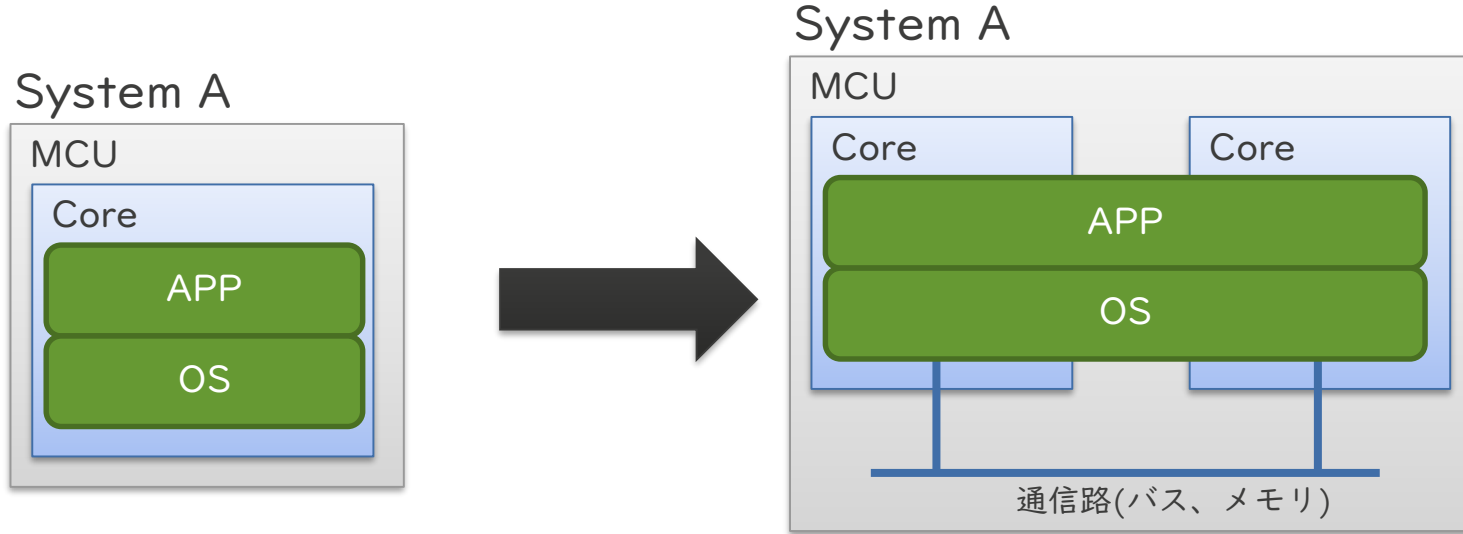 System A
MCU
Core
APP
OS
System A
MCU
Core Core
APP
OS
通信路(バス、メモリ)